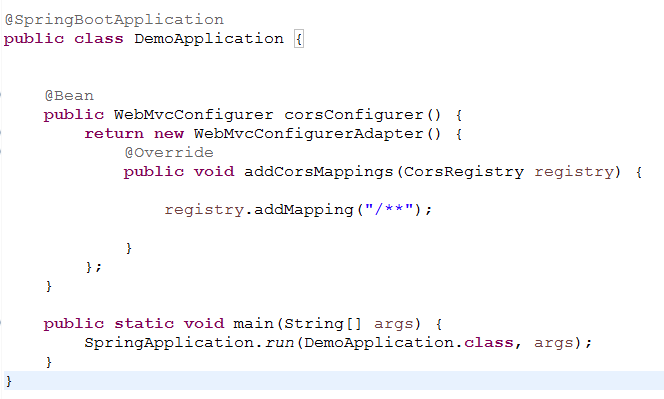 @SpringBootApplication
public class DemoApplication {
@Bean
public WebMvcConfigurer corsConfigurer() {
return new WebMvcConfigurerAdapter() {
@Override
public void addCorsMappings(CorsRegistry registry) {
registry.addMapping("/**");
}
};
}
public static void main(String[] args) {
SpringApplication.run(DemoApplication.class, args);
}
}